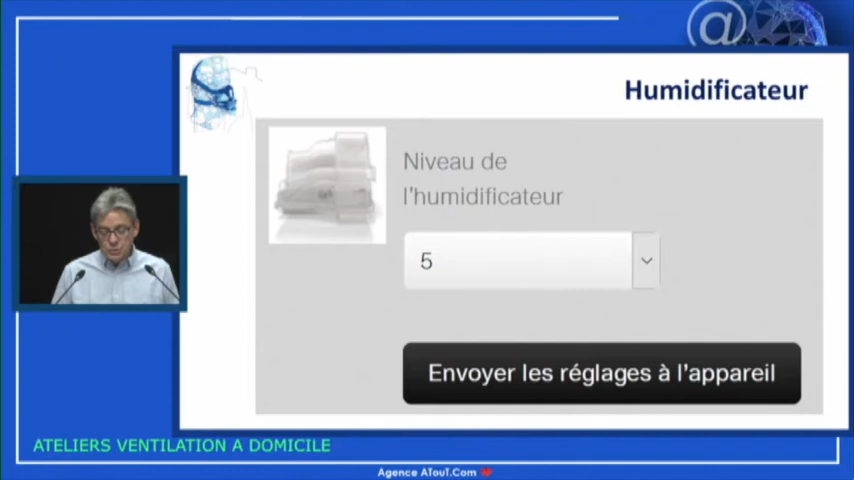 @
Humidificateur
Niveau de
l'humidificateur
5
Envoyer les réglages à l'appareil
ATELIERS VENTILATION A DOMICILE
Agence ATouT.Com